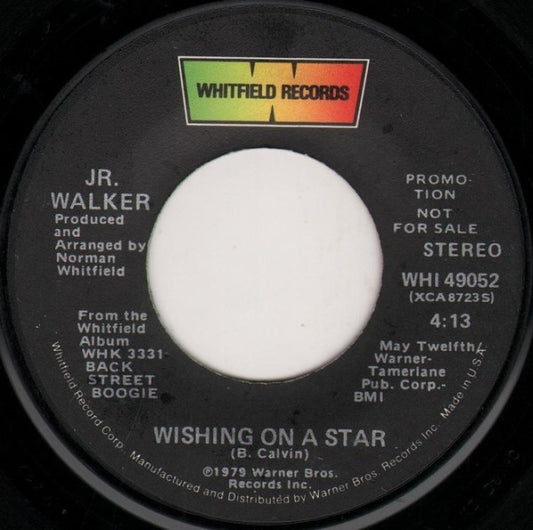 WHITFIELD RECORDS
JR.
WALKER
Produced
and
Arranged by
Norman
Whitfield
From the
Whitfield
Album
WHK 3331
BACK
STREET
BOOGIE
PROMO-
TION
NOT
FOR SALE
STEREO
WHI 49052
(XCA8723S)
4:13
May Twelfth/
Warner-
Tamerlane
Pub. Corp.-
BMI
WISHING ON A STAR
(B. Calvin)
©1979 Warner Bros.
Records Inc.
Whitfield Record Corp. Manufactured and Distributed by Warner Bros. Records Inc. Made in U.S.A.